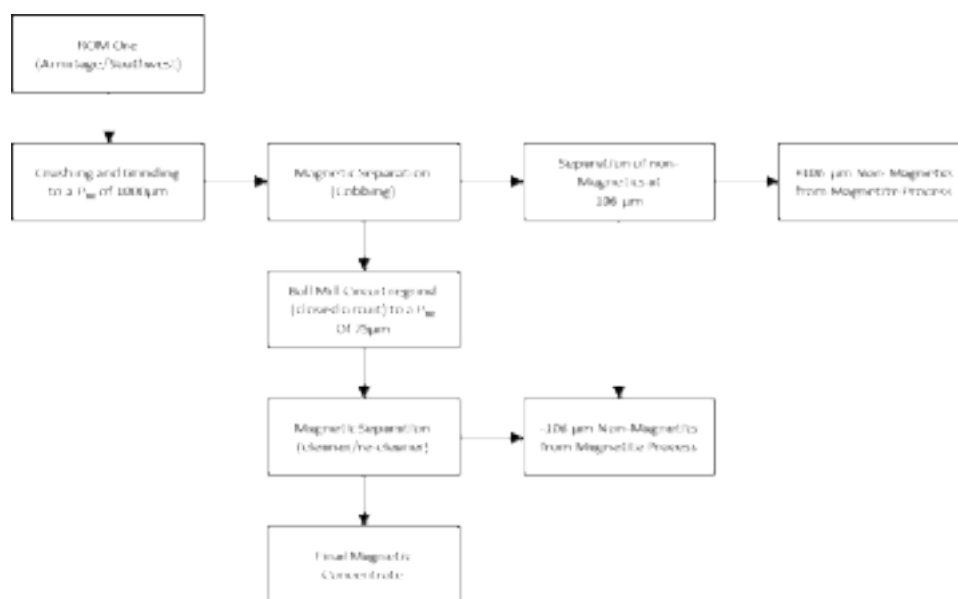 ROM One
(Armitage/Southwest)
Crushing and Grinding
to a P80 of 1000µm
Magnetic Separation
(Cobbing)
Separation of non-
Magnetics at
106 µm
+106 µm Non-Magnetics
from Magnetite Process
Ball Mill Circuit regrind
(closed circuit) to a P80
Of 75µm
Magnetic Separation
(cleaner/re-cleaner)
-106 µm Non-Magnetics
from Magnetite Process
Final Magnetic
Concentrate